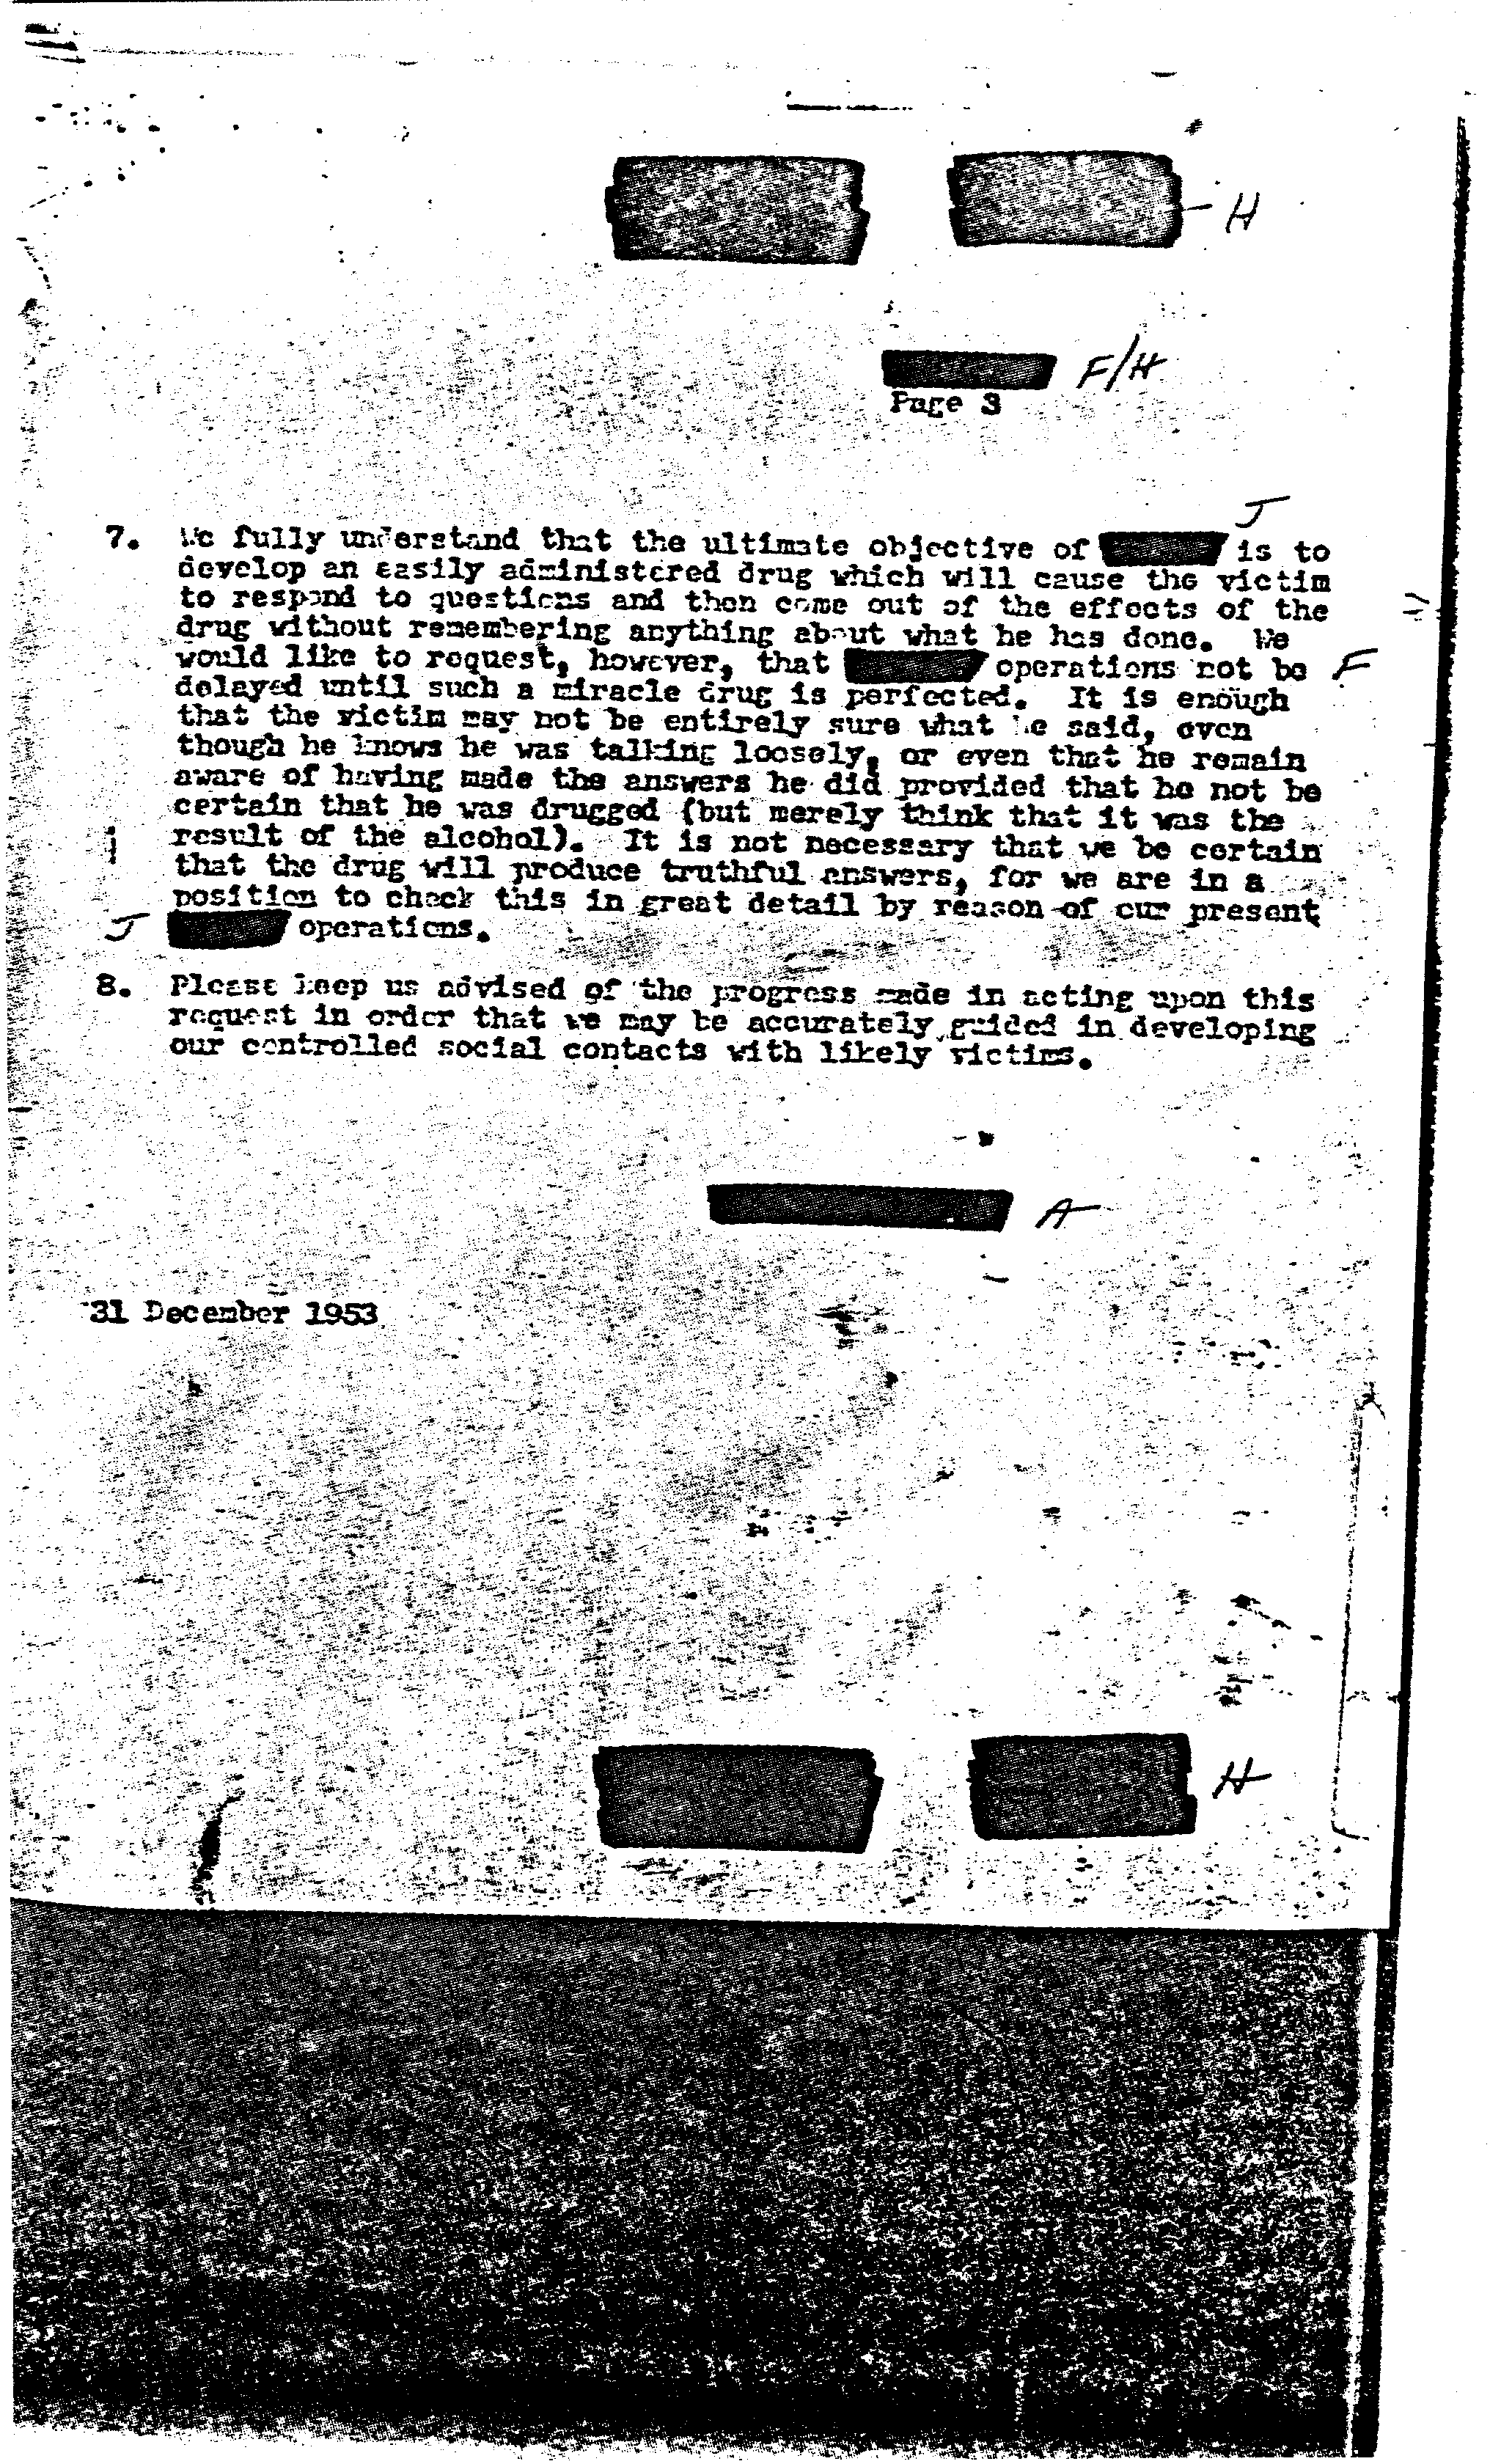 H
F/H
Page 3
J
7. We fully understand that the ultimate objective of is to
develop an easily administered drug which will cause the victim
to respond to questions and then come out of the effects of the
drug without remembering anything about what he has done. We
would like to request, however, that operations not be F
delayed until such a miracle drug is perfected. It is enough
that the victim may not be entirely sure what he said, even
though he knows he was talking loosely, or even that he remain
aware of having made the answers he did provided that he not be
certain that he was drugged (but merely think that it was the
result of the alcohol). It is not necessary that we be certain
that the drug will produce truthful answers, for we are in a
position to check this in great detail by reason of our present
J operations.
8. Please keep us advised of the progress made in acting upon this
request in order that we may be accurately guided in developing
our controlled social contacts with likely victims.
A
31 December 1953
H